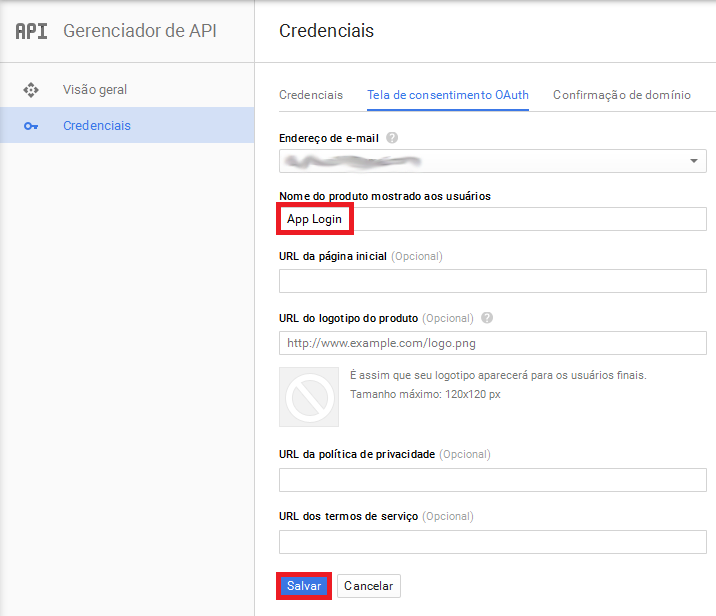 API Gerenciador de API
Visão geral
Credenciais
Credenciais
Credenciais Tela de consentimento OAuth Confirmação de domínio
Endereço de e-mail ?
Nome do produto mostrado aos usuários
App Login
URL da página inicial (Opcional)
URL do logotipo do produto (Opcional) ?
http://www.example.com/logo.png
É assim que seu logotipo aparecerá para os usuários finais.
Tamanho máximo: 120x120 px
URL da política de privacidade (Opcional)
URL dos termos de serviço (Opcional)
Salvar Cancelar